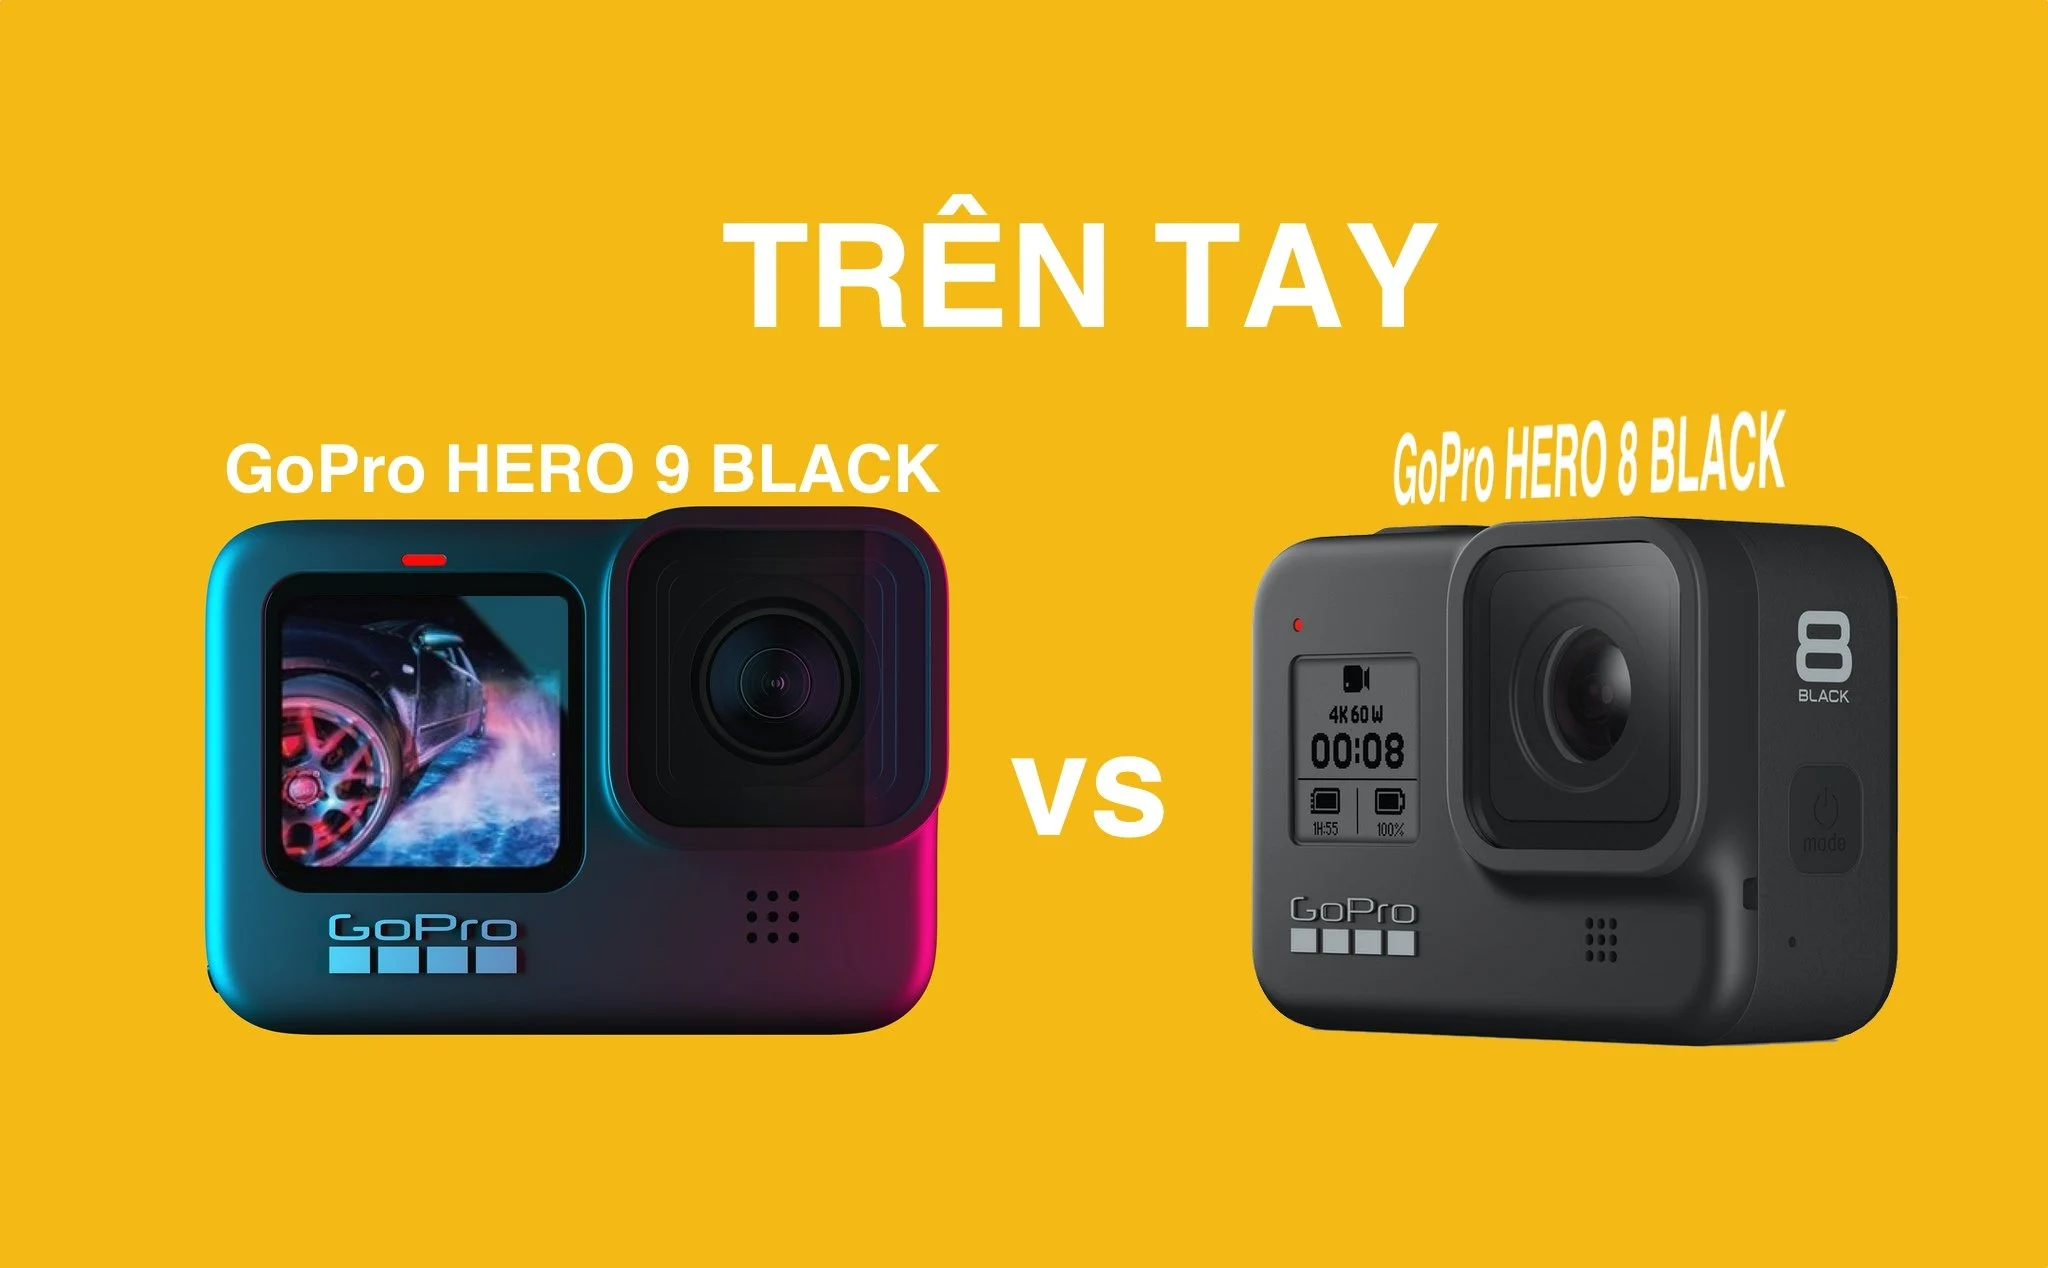 TRÊN TAY
GoPro HERO 9 BLACK
GoPro HERO 8 BLACK
vs
GoPro
8
BLACK
4K 60 W
00:08
1H:55
100%
mode
GoPro